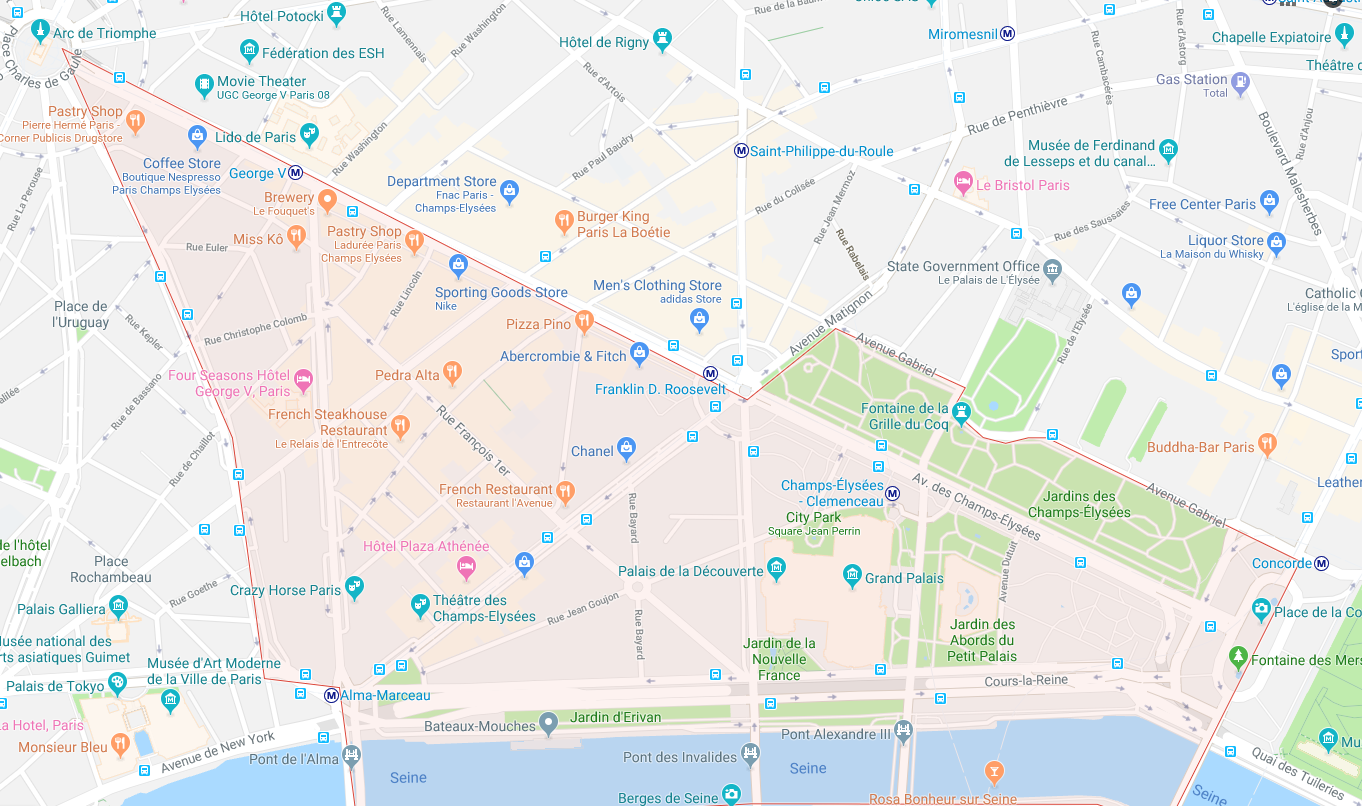 Hôtel Potocki
Arc de Triomphe
Place Charles de Gaulle
Fédération des ESH
Rue Lamennais
Rue Washington
Hôtel de Rigny
Rue de la Baum
Miromesnil
Chapelle Expiatoire
Théâtre d
Rue d'Astorg
Rue Cambacérès
Gas Station
Total
Movie Theater
UGC George V Paris 08
Pastry Shop
Pierre Hermé Paris -
Corner Publicis Drugstore
Lido de Paris
Rue Washington
Rue d'Artois
Rue Paul Baudry
Rue de Penthièvre
Rue d'Anjou
Boulevard Malesherbes
Coffee Store
Boutique Nespresso
Paris Champs Elysées
George V
Saint-Philippe-du-Roule
Musée de Ferdinand
de Lesseps et du canal...
Rue La Perouse
Department Store
Fnac Paris -
Champs-Elysées
Rue du Colisée
Rue Jean Mermoz
Le Bristol Paris
Free Center Paris
Brewery
Le Fouquet's
Burger King
Paris La Boétie
Rue des Saussaies
Miss Kô
Pastry Shop
Ladurée Paris
Champs Elysées
Rue Euler
Rue Rabelais
Liquor Store
La Maison du Whisky
State Government Office
Le Palais de L'Élysée
Sporting Goods Store
Nike
Rue Lincoln
Men's Clothing Store
adidas Store
Catholic C
L'église de la M
Place de
l'Uruguay
Rue Kepler
Rue Christophe Colomb
Pizza Pino
Avenue Matignon
Avenue Gabriel
Rue de l'Elysée
Abercrombie & Fitch
Sport
Four Seasons Hôtel
George V, Paris
Pedra Alta
Franklin D. Roosevelt
Rue de Bassano
Rue de Chaillot
French Steakhouse
Restaurant
Le Relais de l'Entrecôte
Rue François 1er
Fontaine de la
Grille du Coq
Chanel
Buddha-Bar Paris
Leather
French Restaurant
Restaurant l'Avenue
Rue Bayard
Champs-Élysées
- Clemenceau
Av. des Champs-Élysées
Jardins des
Champs-Élysées
Avenue Gabriel
City Park
Square Jean Perrin
de l'hôtel
elbach
Place
Rochambeau
Hôtel Plaza Athénée
Palais de la Découverte
Grand Palais
Avenue Dutuit
Concorde
Rue Goethe
Crazy Horse Paris
Théâtre des
Champs-Elysées
Rue Jean Goujon
Rue Bayard
Palais Galliera
Place de la Co
Musée national des
rts asiatiques Guimet
Jardin de la
Nouvelle
France
Jardin des
Abords du
Petit Palais
Fontaine des Mers
Musée d'Art Moderne
de la Ville de Paris
Palais de Tokyo
Alma-Marceau
Cours-la-Reine
La Hotel, Paris
Monsieur Bleu
Avenue de New York
Bateaux-Mouches
Jardin d'Erivan
Pont Alexandre III
Pont de l'Alma
Pont des Invalides
Mu
Quai des Tuileries
Seine
Seine
Seine
Berges de Seine
Rosa Bonheur sur Seine